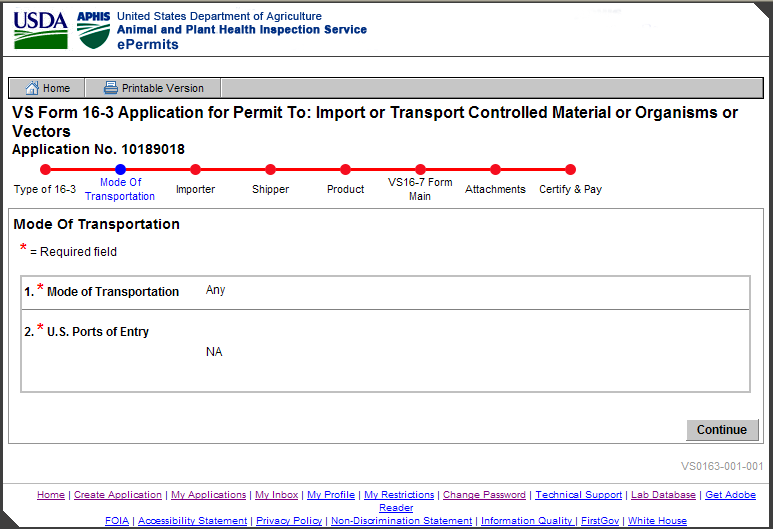 USDA APHIS United States Department of Agriculture
Animal and Plant Health Inspection Service
ePermits
Home Printable Version
VS Form 16-3 Application for Permit To: Import or Transport Controlled Material or Organisms or
Vectors
Application No. 10189018
Type of 16-3 Mode Of Transportation Importer Shipper Product VS16-7 Form Main Attachments Certify & Pay
Mode Of Transportation
* = Required field
1. * Mode of Transportation Any
2. * U.S. Ports of Entry
NA
Continue
VS0163-001-001
Home | Create Application | My Applications | My Inbox | My Profile | My Restrictions | Change Password | Technical Support | Lab Database | Get Adobe
Reader
FOIA | Accessibility Statement | Privacy Policy | Non-Discrimination Statement | Information Quality | FirstGov | White House